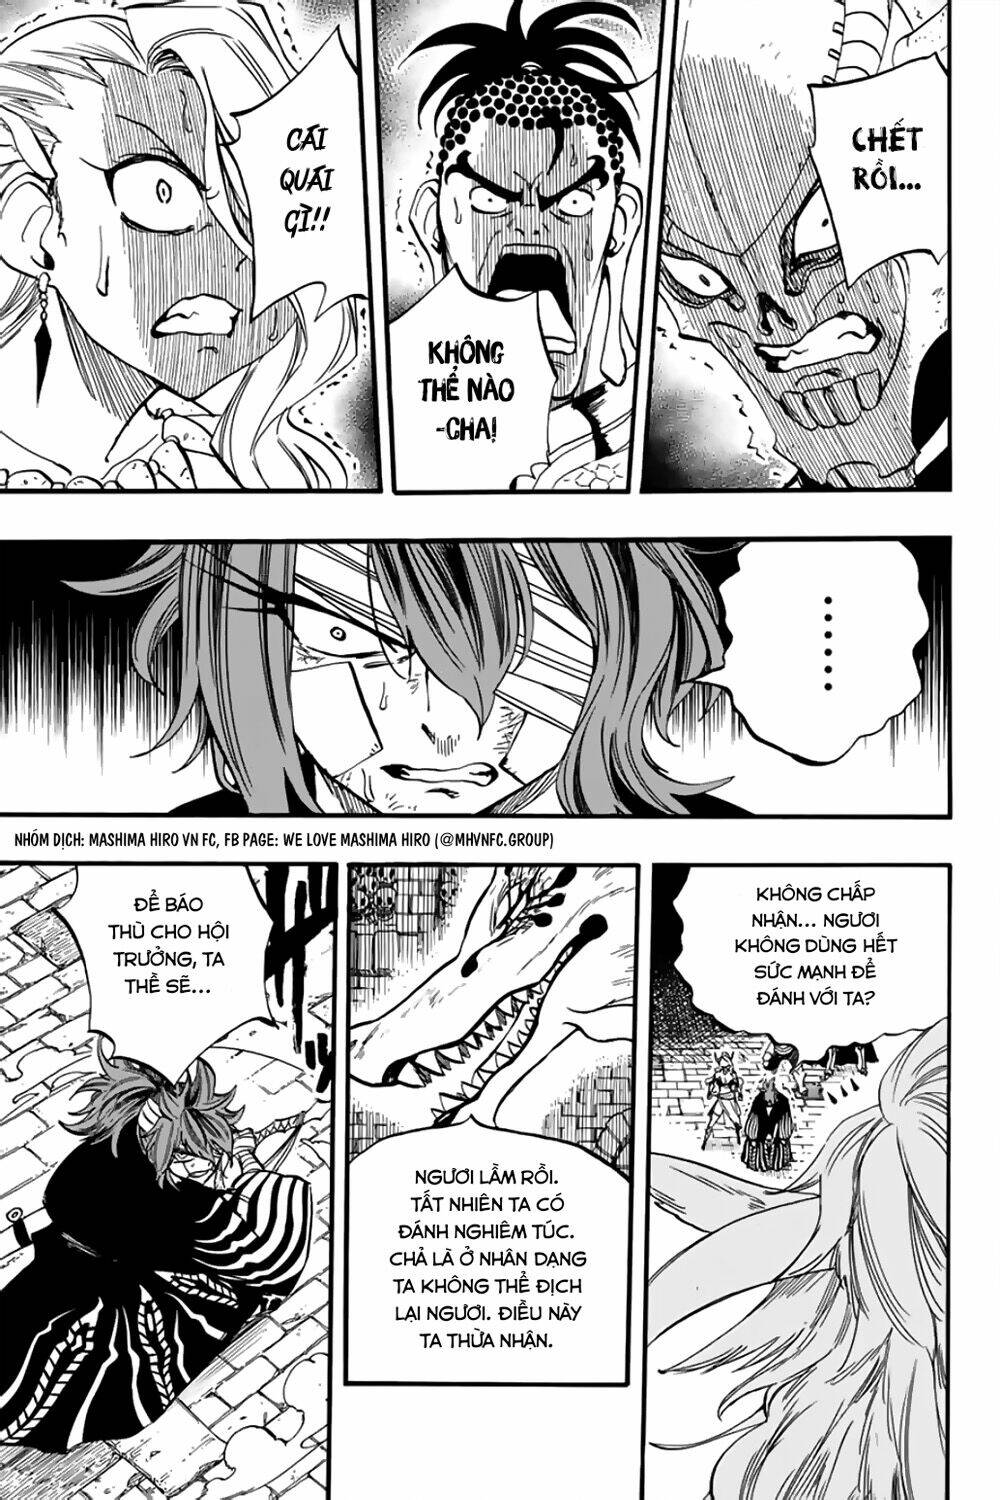 CHẾT
RỒI...
KHÔNG
THỂ NÀO
-CHA!
CÁI
QUÁI
GÌ!!
......
NHÓM DỊCH: MASHIMA HIRO VN FC, FB PAGE: WE LOVE MASHIMA HIRO (@MHVNFC.GROUP)
KHÔNG CHẤP
NHẬN... NGƯƠI
KHÔNG DÙNG HẾT
SỨC MẠNH ĐỂ
ĐÁNH VỚI TA?
NGƯƠI LẦM RỒI.
TẤT NHIÊN TA CÓ
ĐÁNH NGHIÊM TÚC.
CHẢ LÀ Ở NHÂN DẠNG
TA KHÔNG THỂ ĐỊCH
LẠI NGƯƠI. ĐIỀU NÀY
TA THỪA NHẬN.
ĐỂ BÁO
THÙ CHO HỘI
TRƯỞNG, TA
THỀ SẼ...